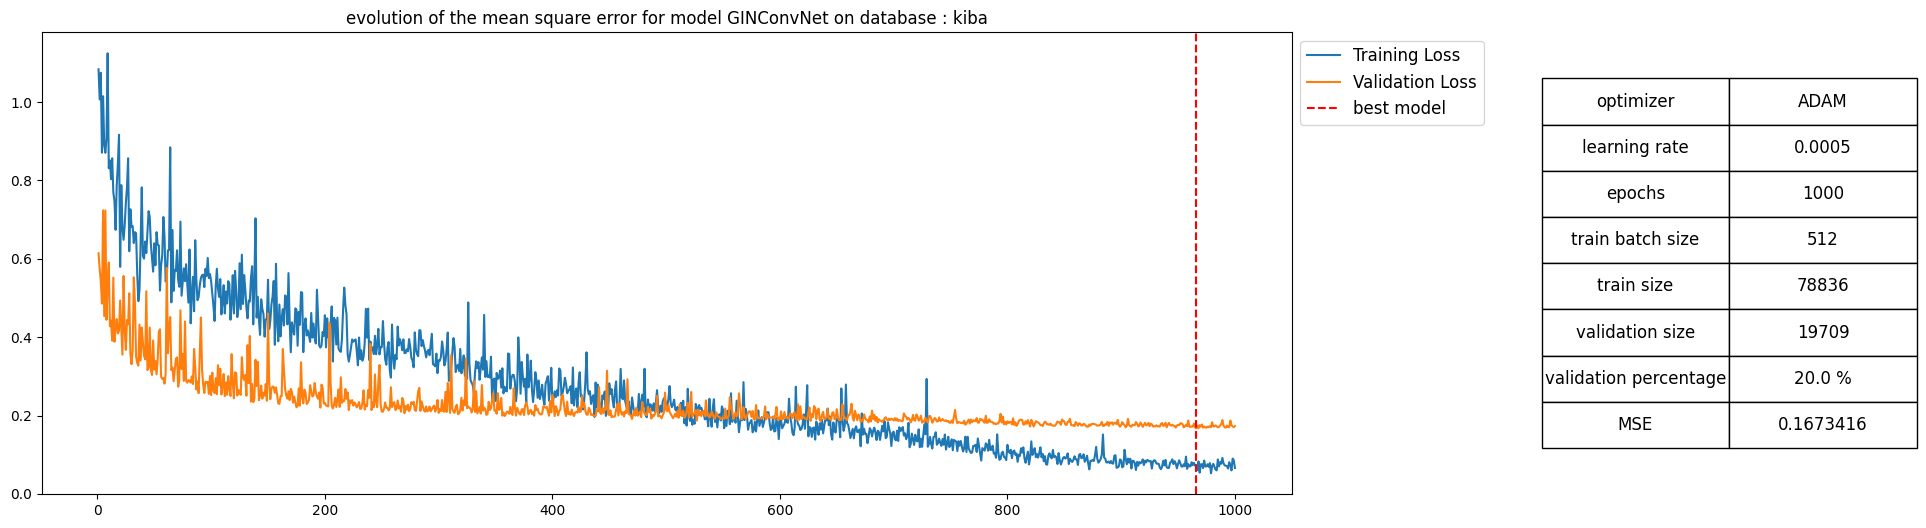 evolution of the mean square error for model GINConvNet on database : kiba
1.0
0.8
0.6
0.4
0.2
0.0
0
200
400
600
800
1000
Training Loss
Validation Loss
best model
optimizer ADAM
learning rate 0.0005
epochs 1000
train batch size 512
train size 78836
validation size 19709
validation percentage 20.0 %
MSE 0.1673416